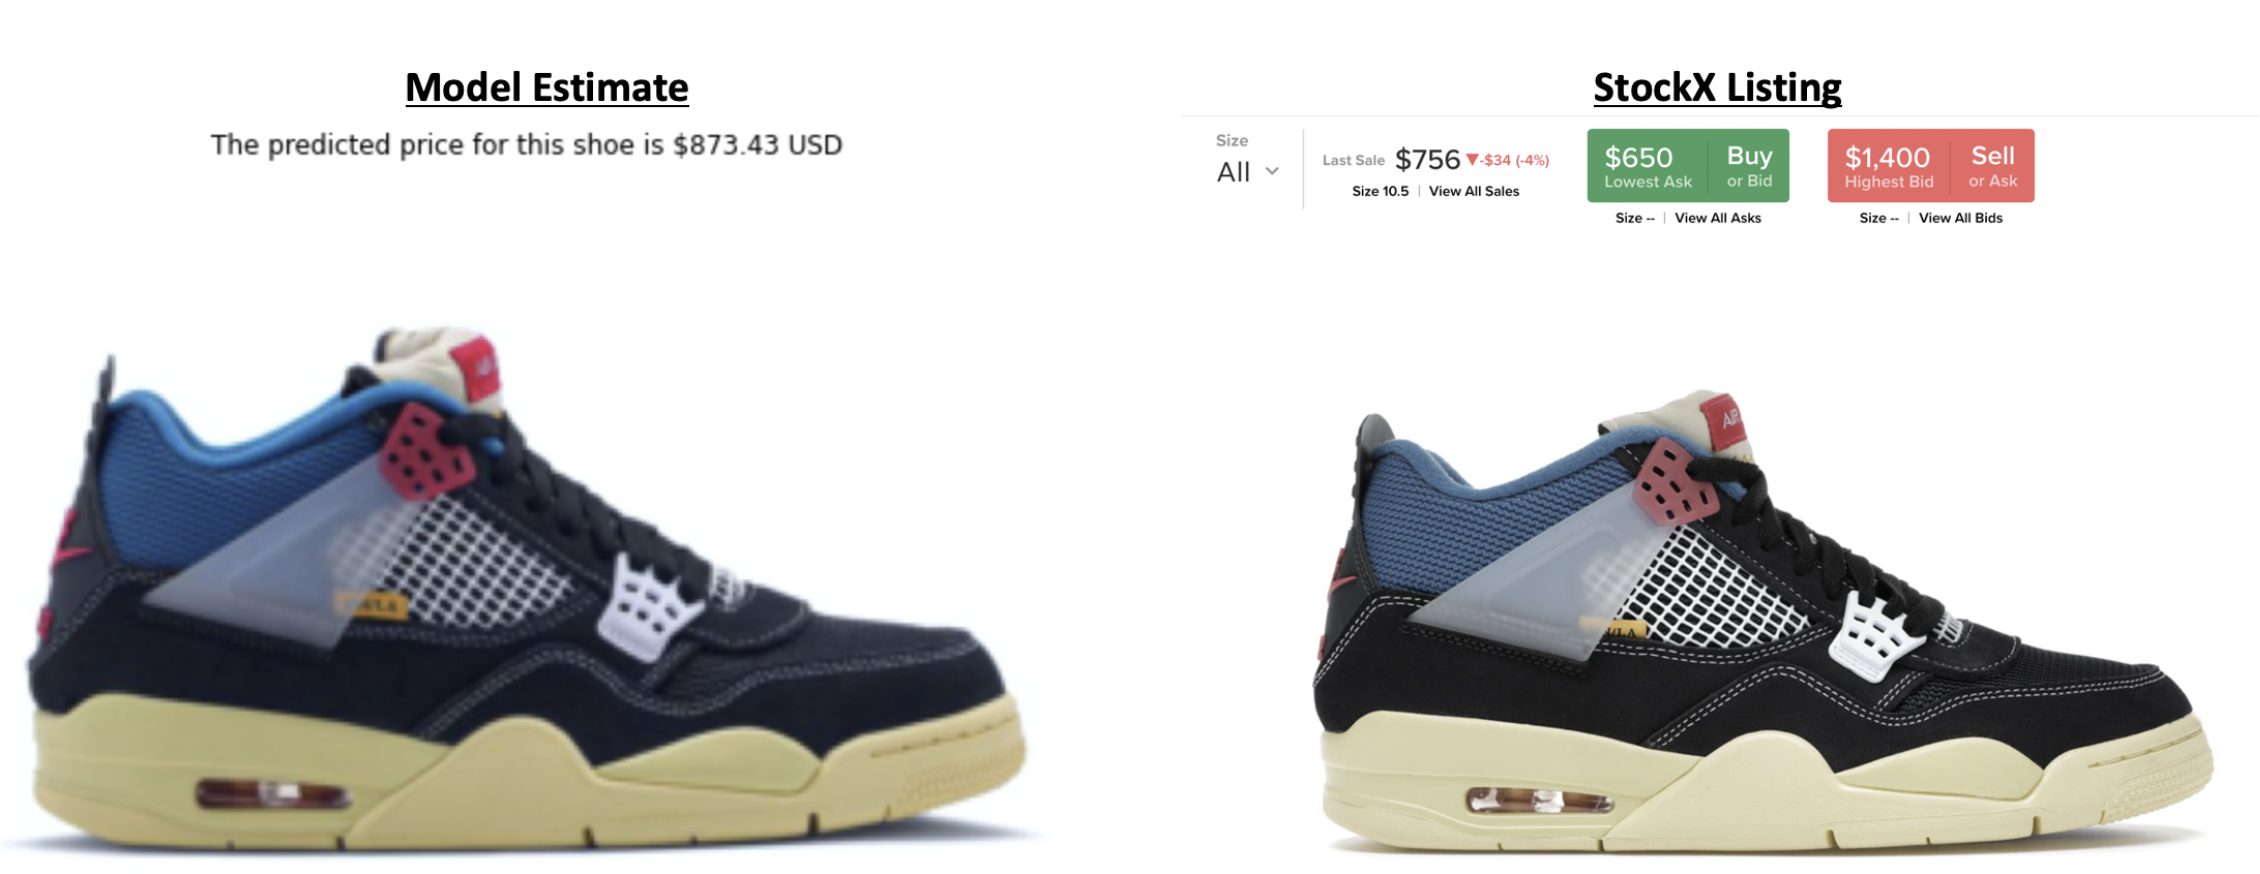 Model Estimate
The predicted price for this shoe is $873.43 USD
StockX Listing
Size
All
Last Sale $756 ▼-$34 (-4%)
Size 10.5 | View All Sales
$650 Buy
Lowest Ask or Bid
Size -- | View All Asks
$1,400 Sell
Highest Bid or Ask
Size -- | View All Bids
AIR